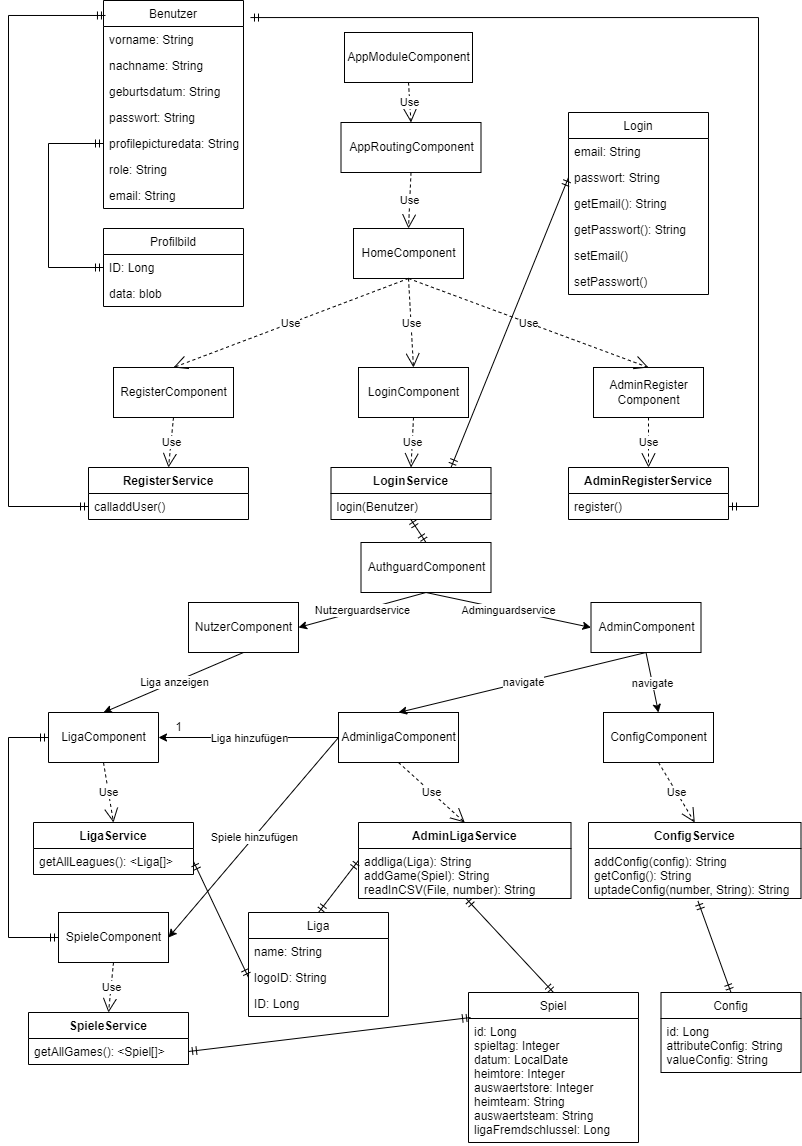 Benutzer
vorname: String
nachname: String
geburtsdatum: String
passwort: String
profilepicturedata: String
role: String
email: String
Profilbild
ID: Long
data: blob
AppModuleComponent
Use
AppRoutingComponent
Use
HomeComponent
Login
email: String
passwort: String
getEmail(): String
getPasswort(): String
setEmail()
setPasswort()
Use
Use
Use
RegisterComponent
LoginComponent
AdminRegister
Component
Use
Use
Use
RegisterService
calladdUser()
LoginService
login(Benutzer)
AdminRegisterService
register()
AuthguardComponent
Nutzerguardservice
Adminguardservice
NutzerComponent
AdminComponent
Liga anzeigen
navigate
navigate
LigaComponent
1
Liga hinzufügen
AdminligaComponent
ConfigComponent
Use
Use
Use
Spiele hinzufügen
LigaService
getAllLeagues(): <Liga[]>
AdminLigaService
addliga(Liga): String
addGame(Spiel): String
readInCSV(File, number): String
ConfigService
addConfig(config): String
getConfig(): String
uptadeConfig(number, String): String
SpieleComponent
Use
Liga
name: String
logoID: String
ID: Long
SpieleService
getAllGames(): <Spiel[]>
Spiel
id: Long
spieltag: Integer
datum: LocalDate
heimtore: Integer
auswaertstore: Integer
heimteam: String
auswaertsteam: String
ligaFremdschlussel: Long
Config
id: Long
attributeConfig: String
valueConfig: String